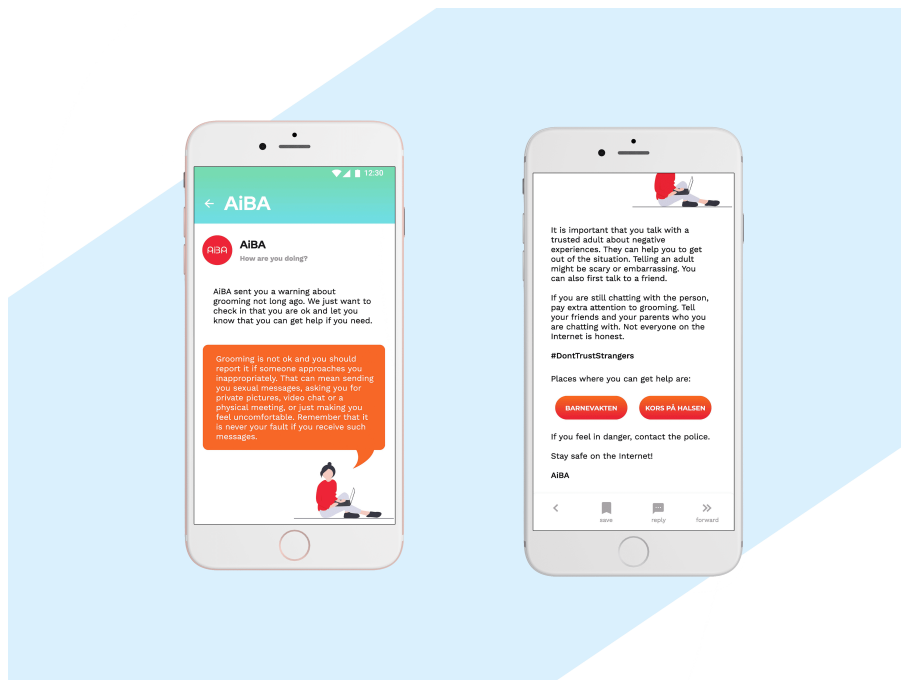 12:30
AiBA
AiBA
AiBA
How are you doing?
AiBA sent you a warning about
grooming not long ago. We just want to
check in that you are ok and let you
know that you can get help if you need.
Grooming is not ok and you should
report it if someone approaches you
inappropriately. That can mean sending
you sexual messages, asking you for
private pictures, video chat or a
physical meeting, or just making you
feel uncomfortable. Remember that it
is never your fault if you receive such
messages.
It is important that you talk with a
trusted adult about negative
experiences. They can help you to get
out of the situation. Telling an adult
might be scary or embarrassing. You
can also first talk to a friend.
If you are still chatting with the person,
pay extra attention to grooming. Tell
your friends and your parents who you
are chatting with. Not everyone on the
Internet is honest.
#DontTrustStrangers
Places where you can get help are:
BARNEVAKTEN KORS PÅ HALSEN
If you feel in danger, contact the police.
Stay safe on the Internet!
AiBA
save reply forward